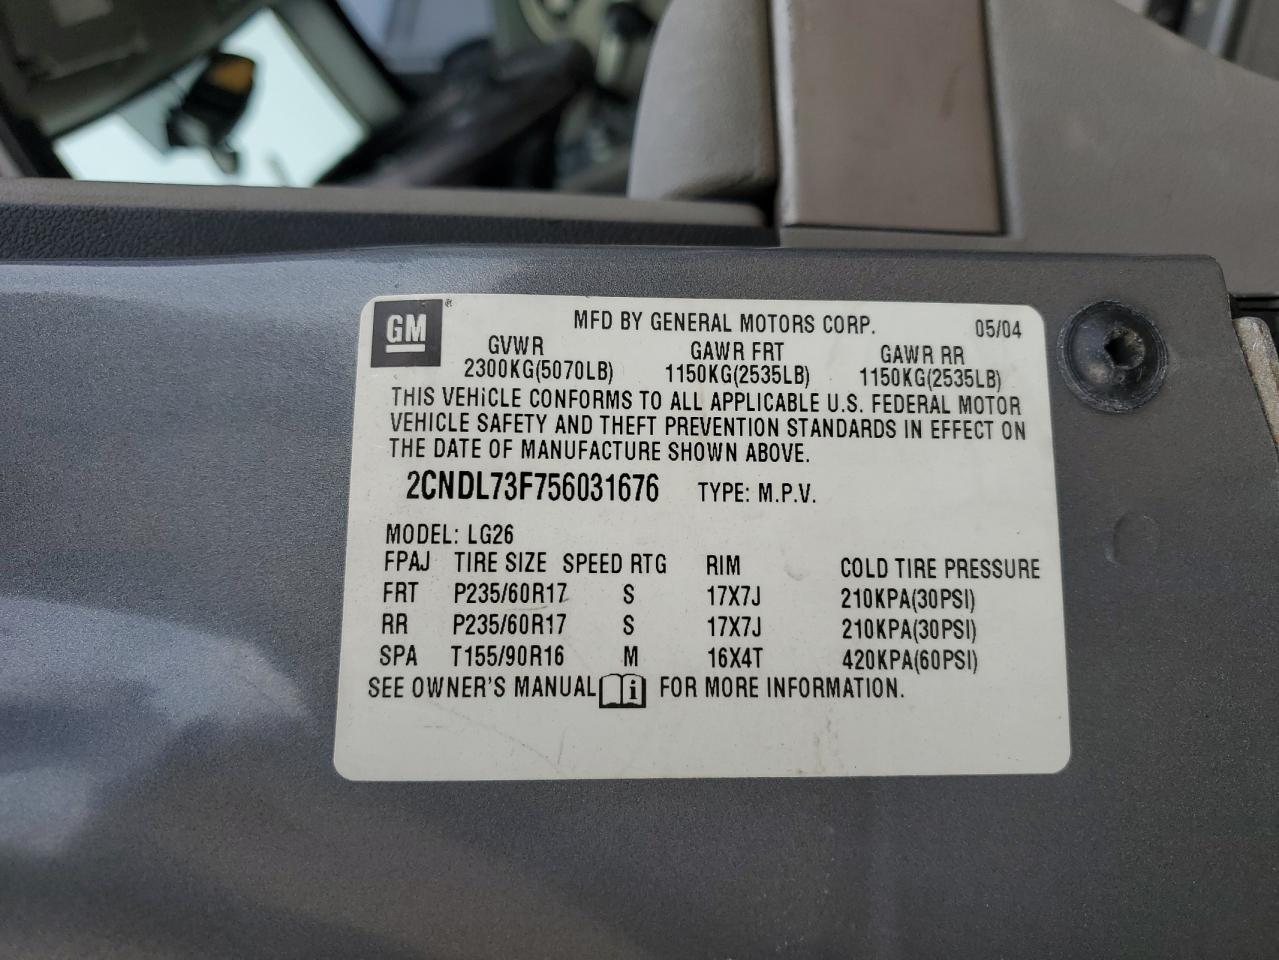 GM ®
MFD BY GENERAL MOTORS CORP. 05/04
GVWR GAWR FRT GAWR RR
2300KG(5070LB) 1150KG(2535LB) 1150KG(2535LB)
THIS VEHICLE CONFORMS TO ALL APPLICABLE U.S. FEDERAL MOTOR
VEHICLE SAFETY AND THEFT PREVENTION STANDARDS IN EFFECT ON
THE DATE OF MANUFACTURE SHOWN ABOVE.
2CNDL73F756031676 TYPE: M.P.V.
MODEL: LG26
FPAJ TIRE SIZE SPEED RTG RIM COLD TIRE PRESSURE
FRT P235/60R17 S 17X7J 210KPA(30PSI)
RR P235/60R17 S 17X7J 210KPA(30PSI)
SPA T155/90R16 M 16X4T 420KPA(60PSI)
SEE OWNER'S MANUAL i FOR MORE INFORMATION.